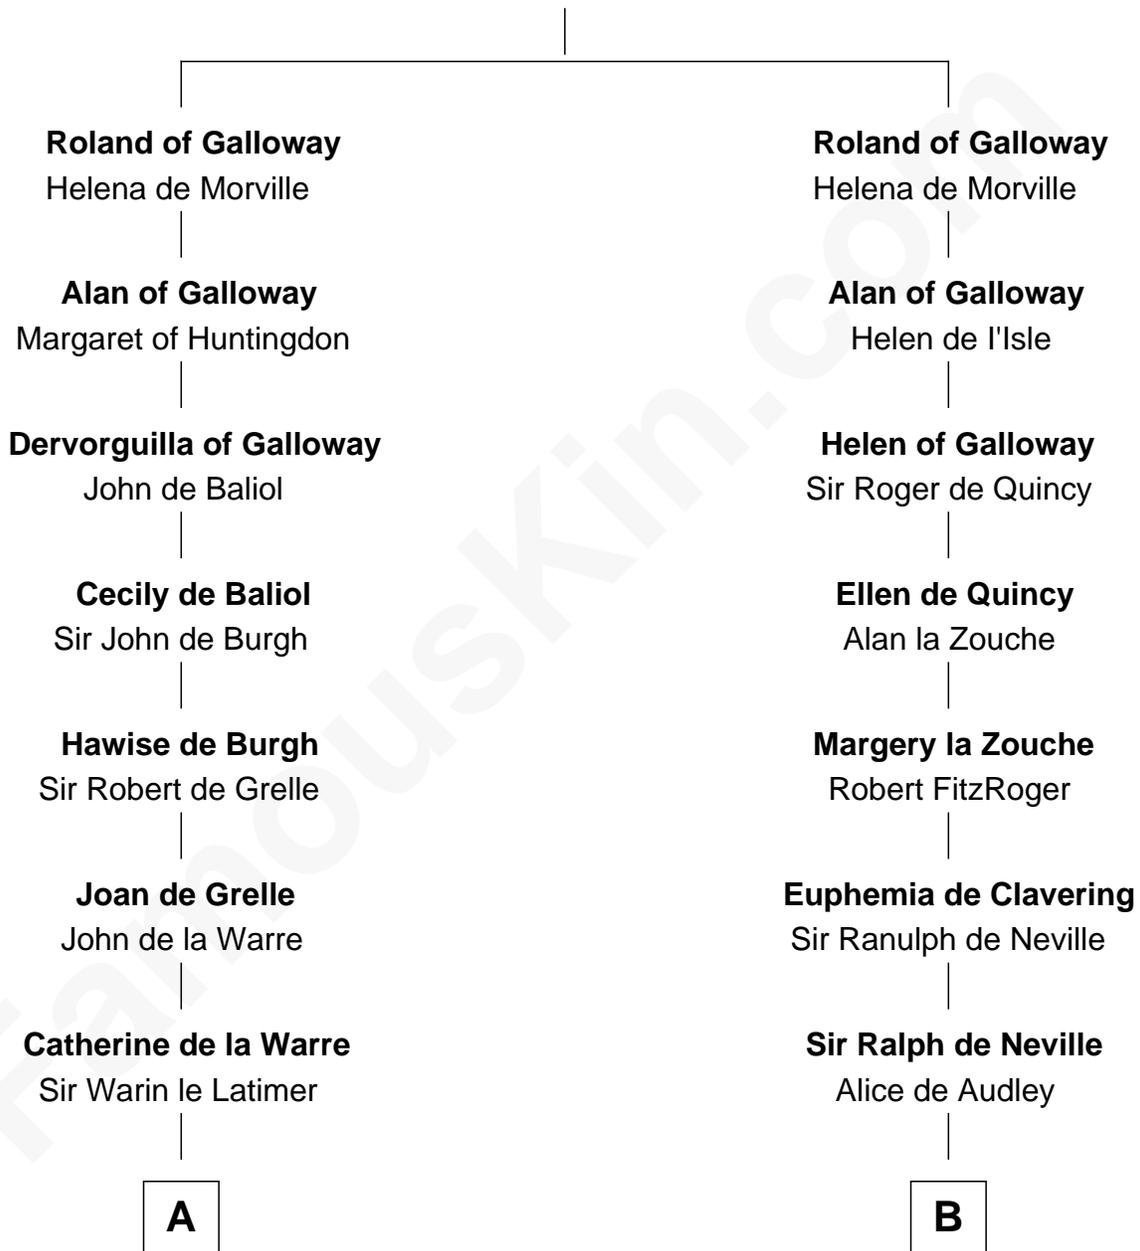 Roland of Galloway
Helena de Morville
Alan of Galloway
Margaret of Huntingdon
Dervorguilla of Galloway
John de Baliol
Cecily de Baliol
Sir John de Burgh
Hawise de Burgh
Sir Robert de Grelle
Joan de Grelle
John de la Warre
Catherine de la Warre
Sir Warin le Latimer
A
Roland of Galloway
Helena de Morville
Alan of Galloway
Helen de l'Isle
Helen of Galloway
Sir Roger de Quincy
Ellen de Quincy
Alan la Zouche
Margery la Zouche
Robert FitzRoger
Euphemia de Clavering
Sir Ranulph de Neville
Sir Ralph de Neville
Alice de Audley
B
FamousKin.com